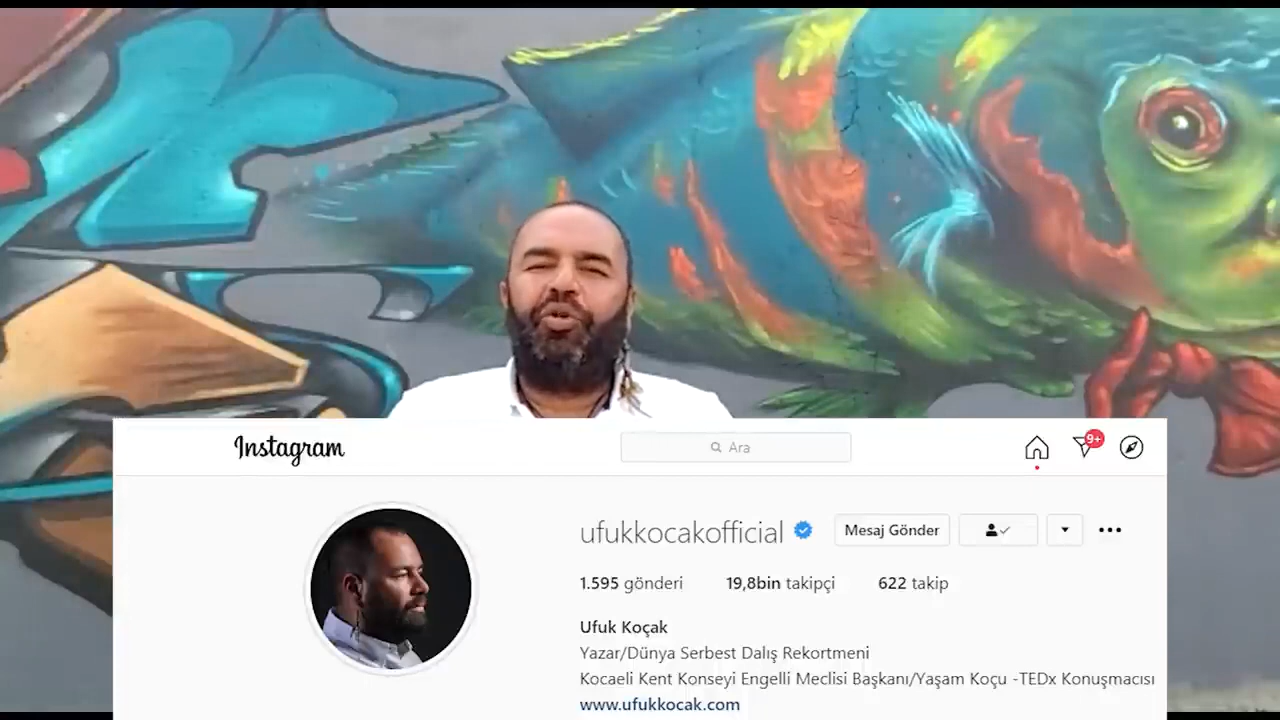 Instagram
Ara
9+
ufukkocakofficial
Mesaj Gönder
1.595 gönderi 19,8bin takipçi 622 takip
Ufuk Koçak
Yazar/Dünya Serbest Dalış Rekortmeni
Kocaeli Kent Konseyi Engelli Meclisi Başkanı/Yaşam Koçu -TEDx Konuşmacısı
www.ufukkocak.com